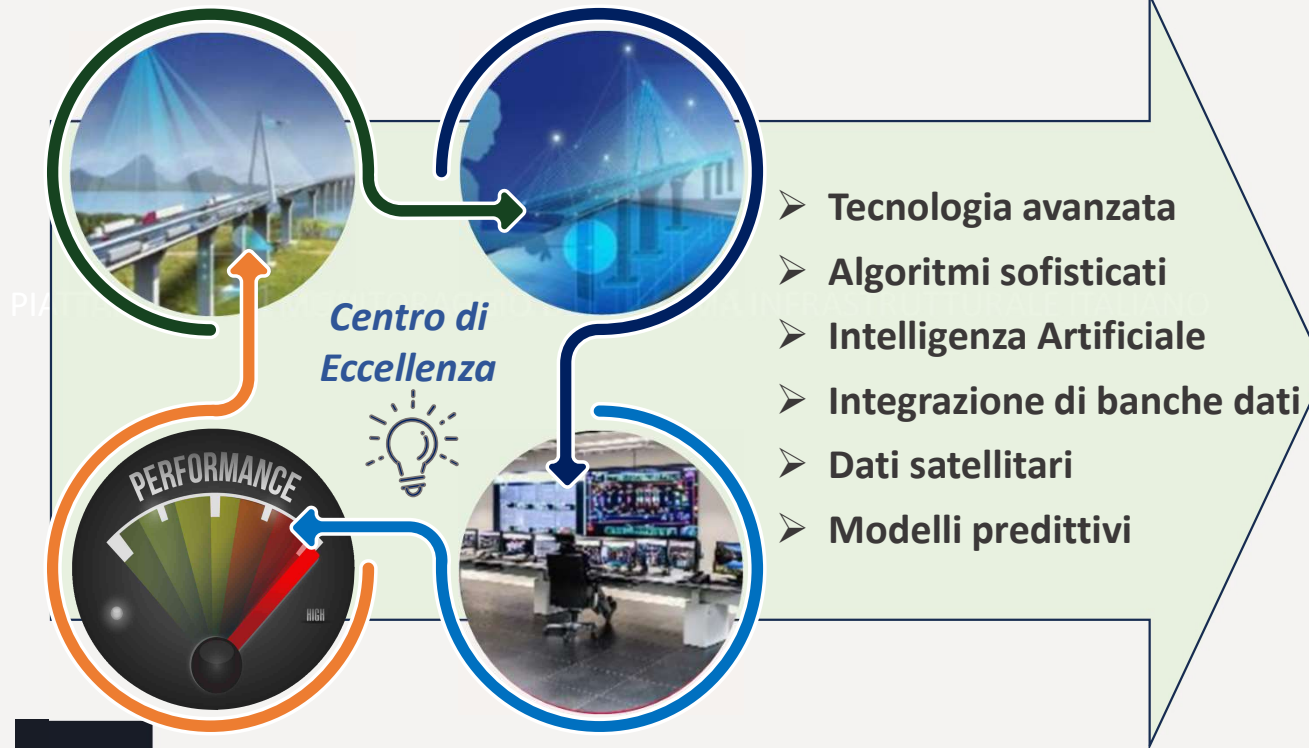 Centro di
Eccellenza
PERFORMANCE
HIGH
➢ Tecnologia avanzata
➢ Algoritmi sofisticati
➢ Intelligenza Artificiale
➢ Integrazione di banche dati
➢ Dati satellitari
➢ Modelli predittivi